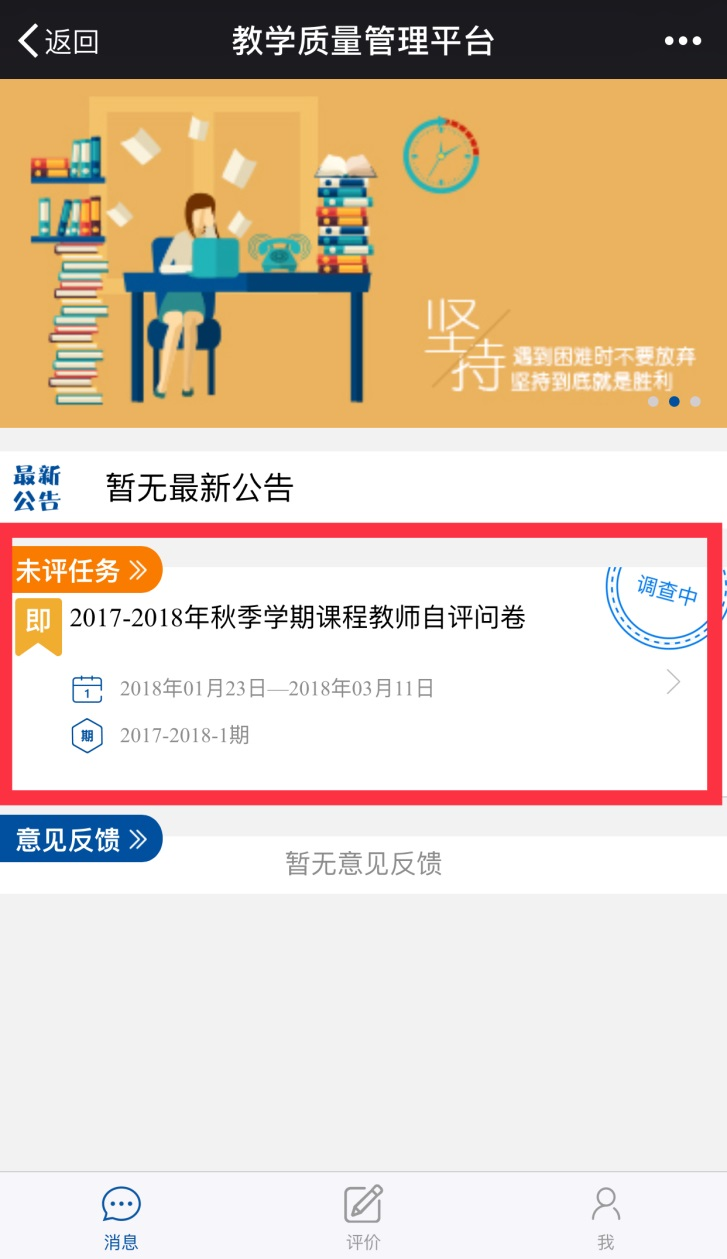 返回
教学质量管理平台
坚持
遇到困难时不要放弃
坚持到底就是胜利
最新
公告
暂无最新公告
未评任务
调查中
即
2017-2018年秋季学期课程教师自评问卷
1
2018年01月23日—2018年03月11日
期
2017-2018-1期
意见反馈
暂无意见反馈
消息
评价
我